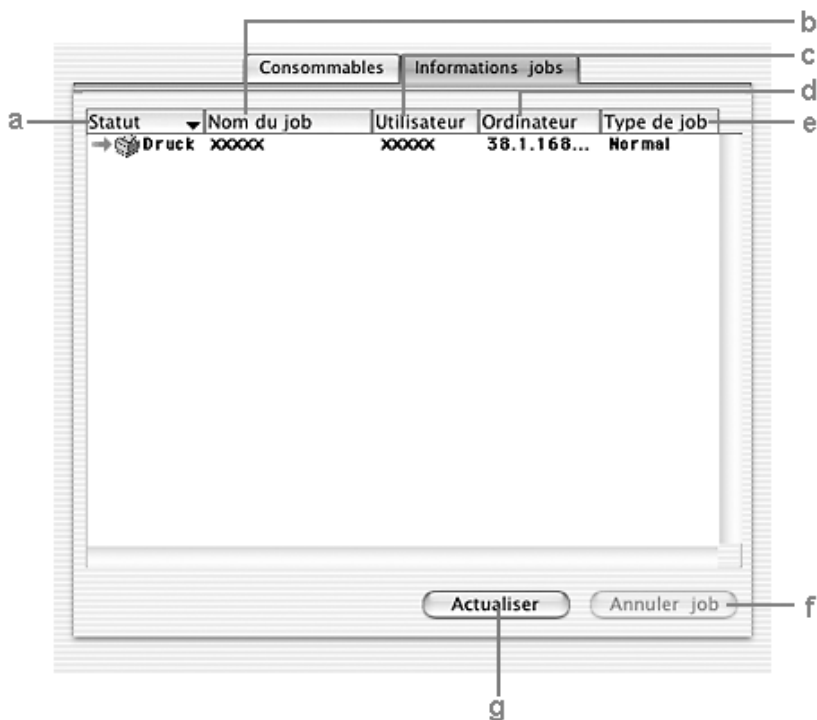 b
Consommables Informations jobs c
d
a Statut Nom du job Utilisateur Ordinateur Type de job e
Druck xxxxx xxxxx 38.1.168... Normal
Actualiser Annuler job f
g